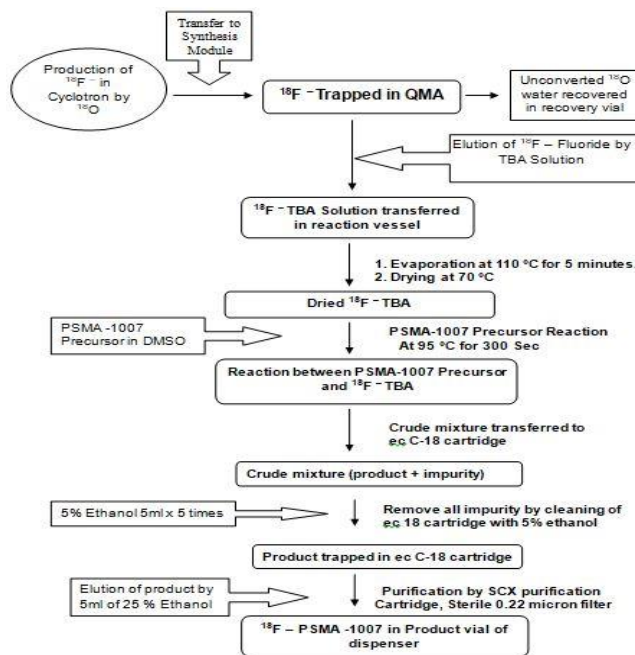 Transfer to
Synthesis
Module
Production of
¹⁸F⁻ in
Cyclotron by
¹⁸O
¹⁸F⁻Trapped in QMA
Unconverted ¹⁸O
water recovered
in recovery vial
Elution of ¹⁸F – Fluoride by
TBA Solution
¹⁸F⁻TBA Solution transferred
in reaction vessel
1. Evaporation at 110 ºC for 5 minutes.
2. Drying at 70 ºC
Dried ¹⁸F⁻TBA
PSMA -1007
Precursor in DMSO
PSMA-1007 Precursor Reaction
At 95 ºC for 300 Sec
Reaction between PSMA-1007 Precursor
and ¹⁸F⁻TBA
Crude mixture transferred to
ec C-18 cartridge
Crude mixture (product + impurity)
5% Ethanol 5ml x 5 times
Remove all impurity by cleaning of
ec 18 cartridge with 5% ethanol
Product trapped in ec C-18 cartridge
Elution of product by
5ml of 25 % Ethanol
Purification by SCX purification
Cartridge, Sterile 0.22 micron filter
¹⁸F – PSMA -1007 in Product vial of
dispenser